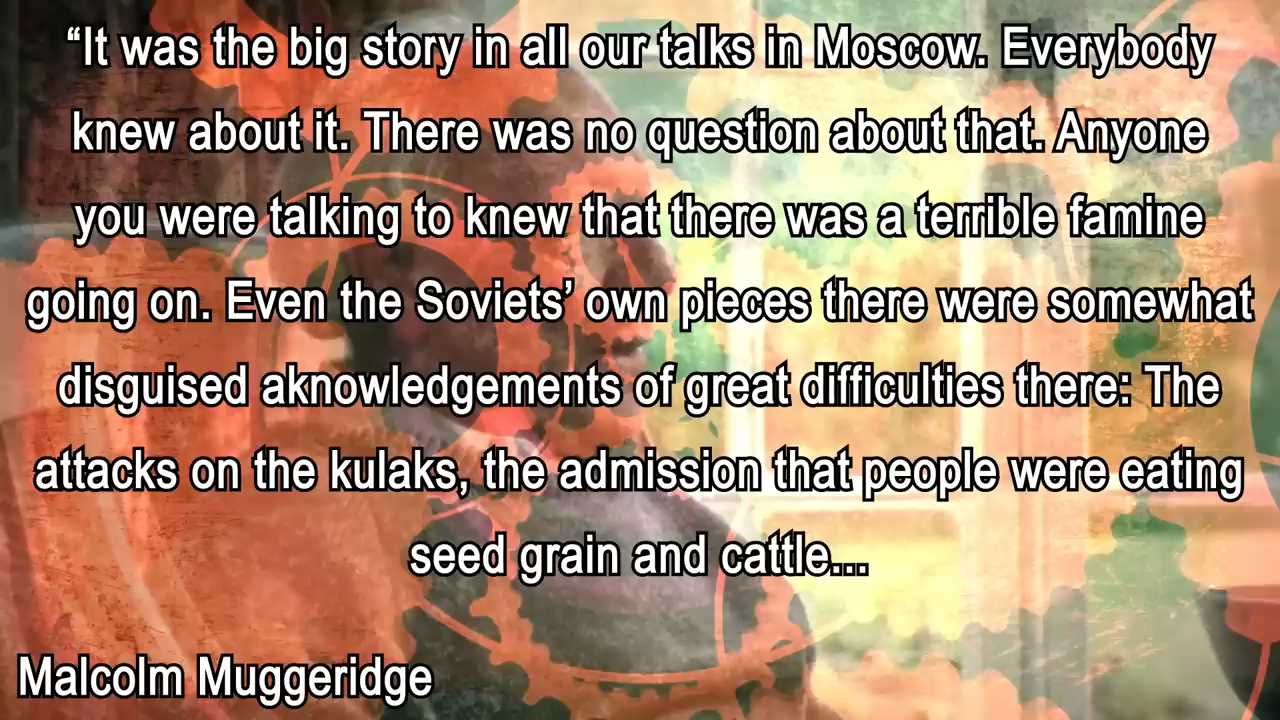 “It was the big story in all our talks in Moscow. Everybody
knew about it. There was no question about that. Anyone
you were talking to knew that there was a terrible famine
going on. Even the Soviets’ own pieces there were somewhat
disguised aknowledgements of great difficulties there: The
attacks on the kulaks, the admission that people were eating
seed grain and cattle...
Malcolm Muggeridge